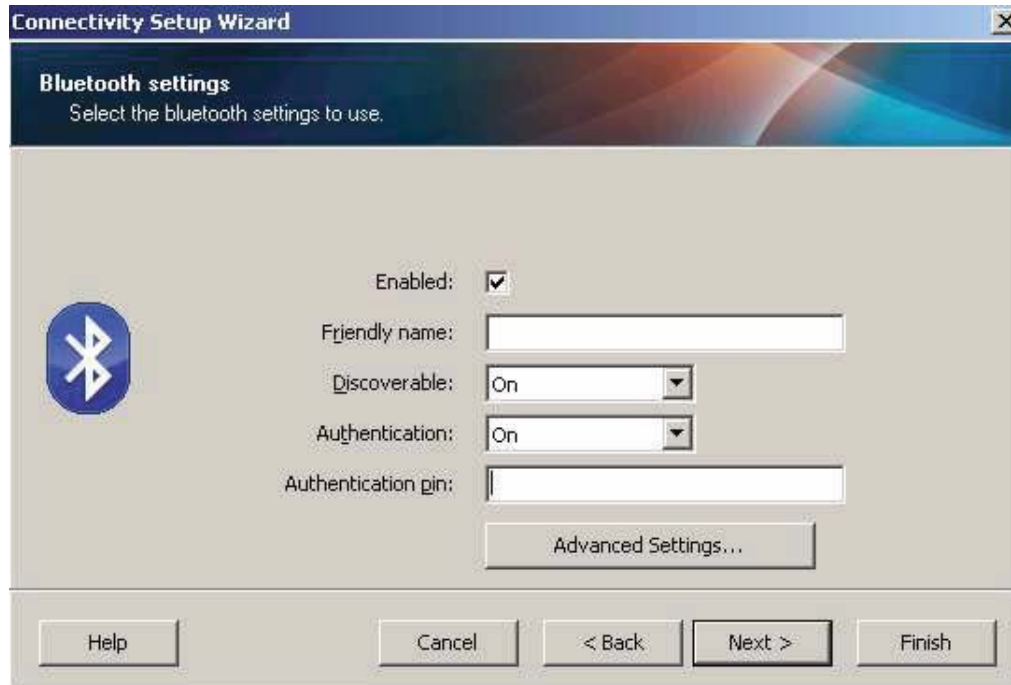 Connectivity Setup Wizard
Bluetooth settings
Select the bluetooth settings to use.
Enabled:
Friendly name:
Discoverable: On
Authentication: On
Authentication pin:
Advanced Settings...
Help Cancel < Back Next > Finish